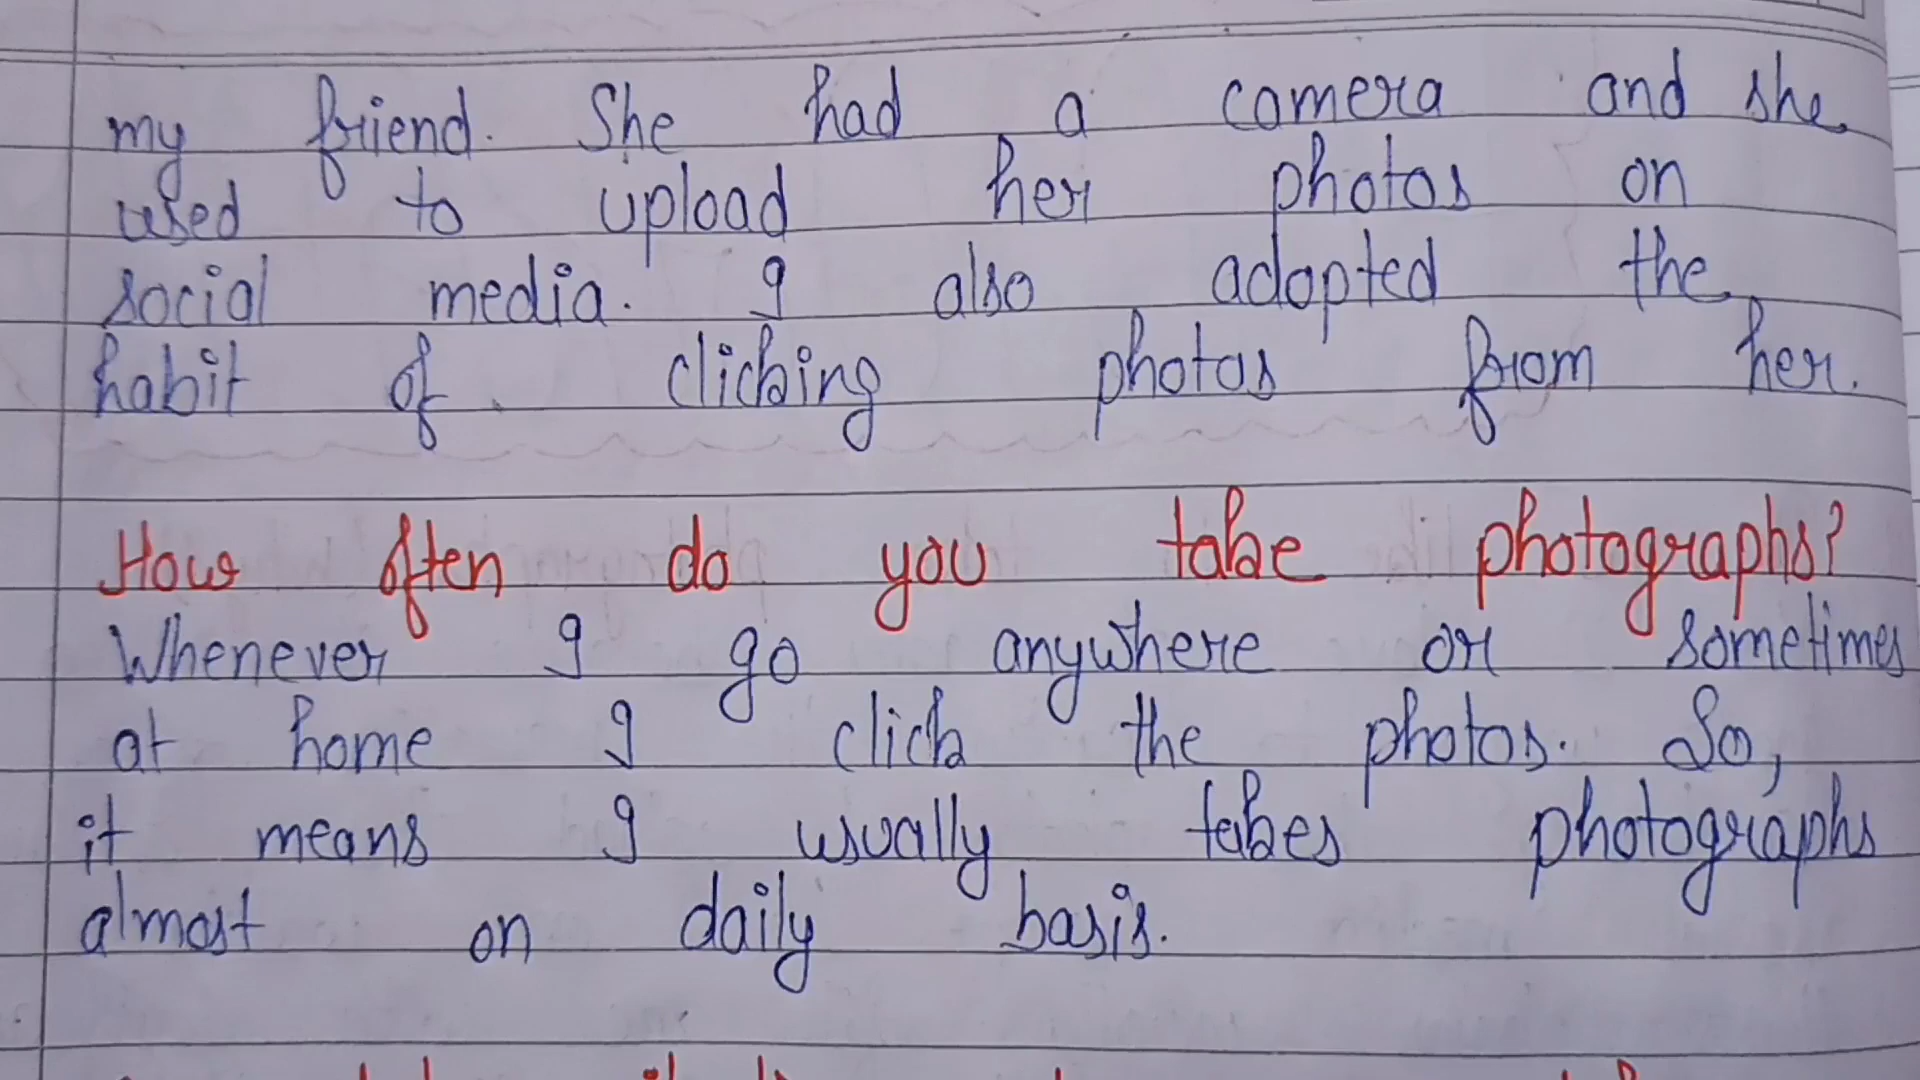 my friend. She had a camera and she
used to upload her photos on
social media. I also adopted the
habit of clicking photos from her.
How often do you take photographs?
Whenever I go anywhere or sometimes
at home I click the photos. So,
it means I usually takes photographs
almost on daily basis.